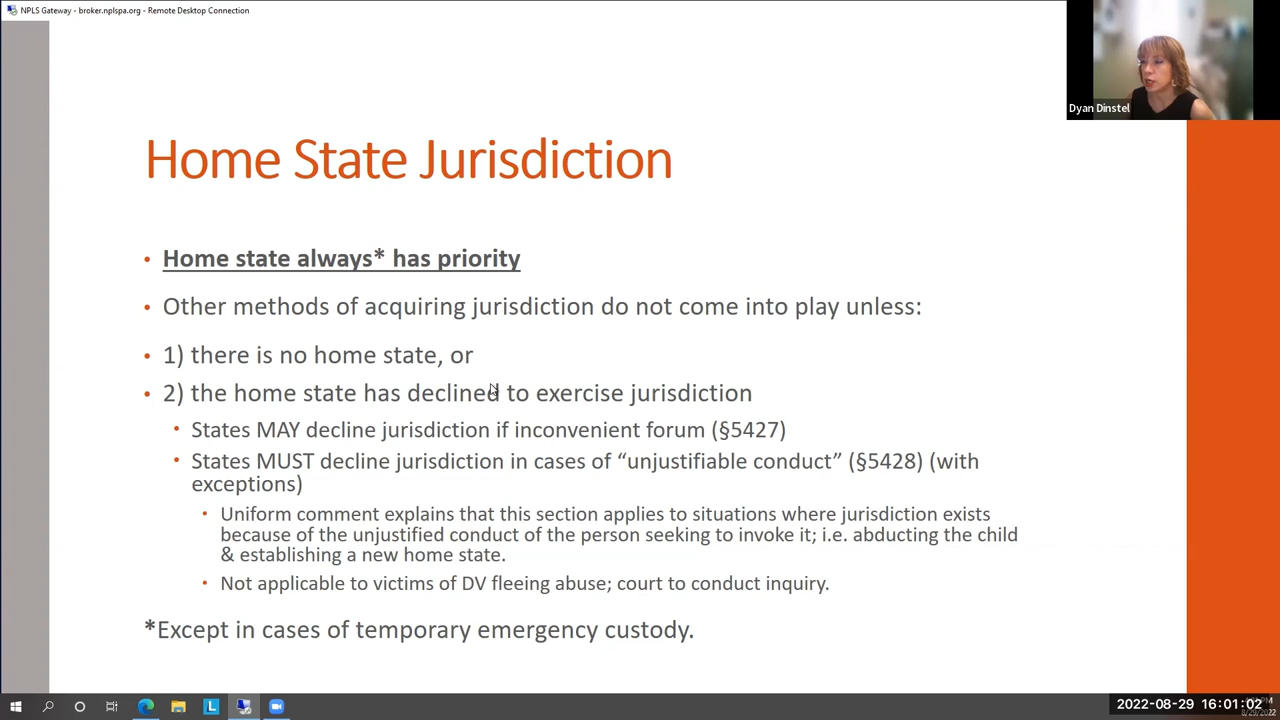 NPLS Gateway - broker.nplspa.org - Remote Desktop Connection
Dyan Dinstel
Home State Jurisdiction
• Home state always* has priority
• Other methods of acquiring jurisdiction do not come into play unless:
• 1) there is no home state, or
• 2) the home state has declined to exercise jurisdiction
• States MAY decline jurisdiction if inconvenient forum (§5427)
• States MUST decline jurisdiction in cases of “unjustifiable conduct” (§5428) (with
exceptions)
• Uniform comment explains that this section applies to situations where jurisdiction exists
because of the unjustified conduct of the person seeking to invoke it; i.e. abducting the child
& establishing a new home state.
• Not applicable to victims of DV fleeing abuse; court to conduct inquiry.
*Except in cases of temporary emergency custody.
L
2022-08-29 16:01:02